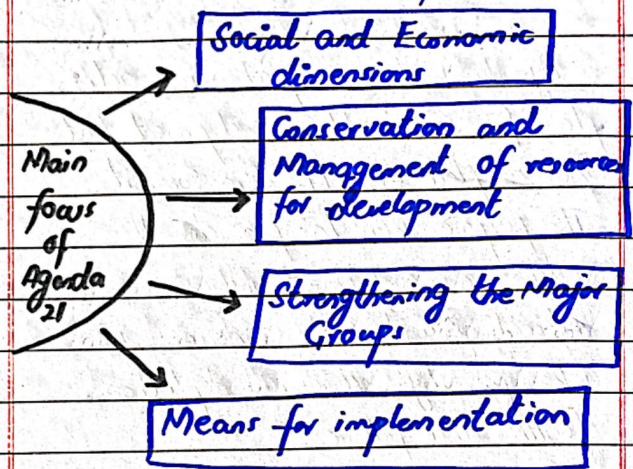 Social and Economic
dimensions
Conservation and
Management of resources
for development
Main
focus
of
Agenda
21
Strengthening the Major
Groups
Means for implementation